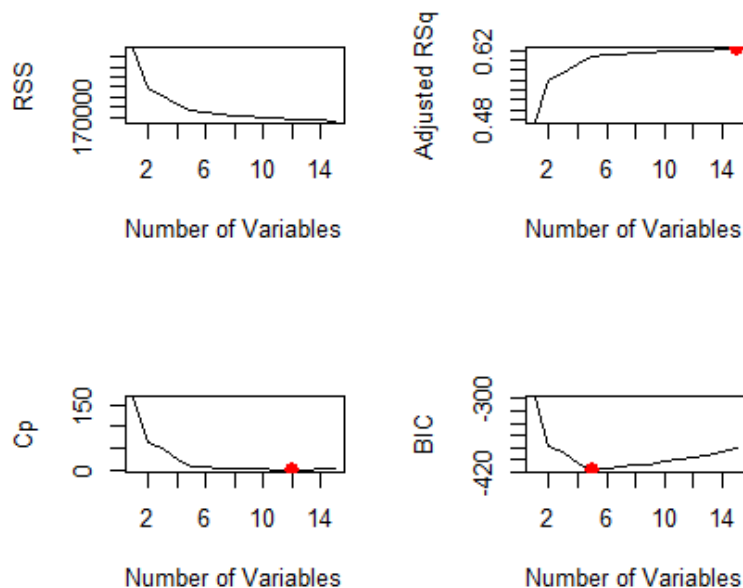 RSS
170000
2 6 10 14
Number of Variables
Adjusted RSq
0.62
0.48
2 6 10 14
Number of Variables
Cp
150
0
2 6 10 14
Number of Variables
BIC
-300
-420
2 6 10 14
Number of Variables